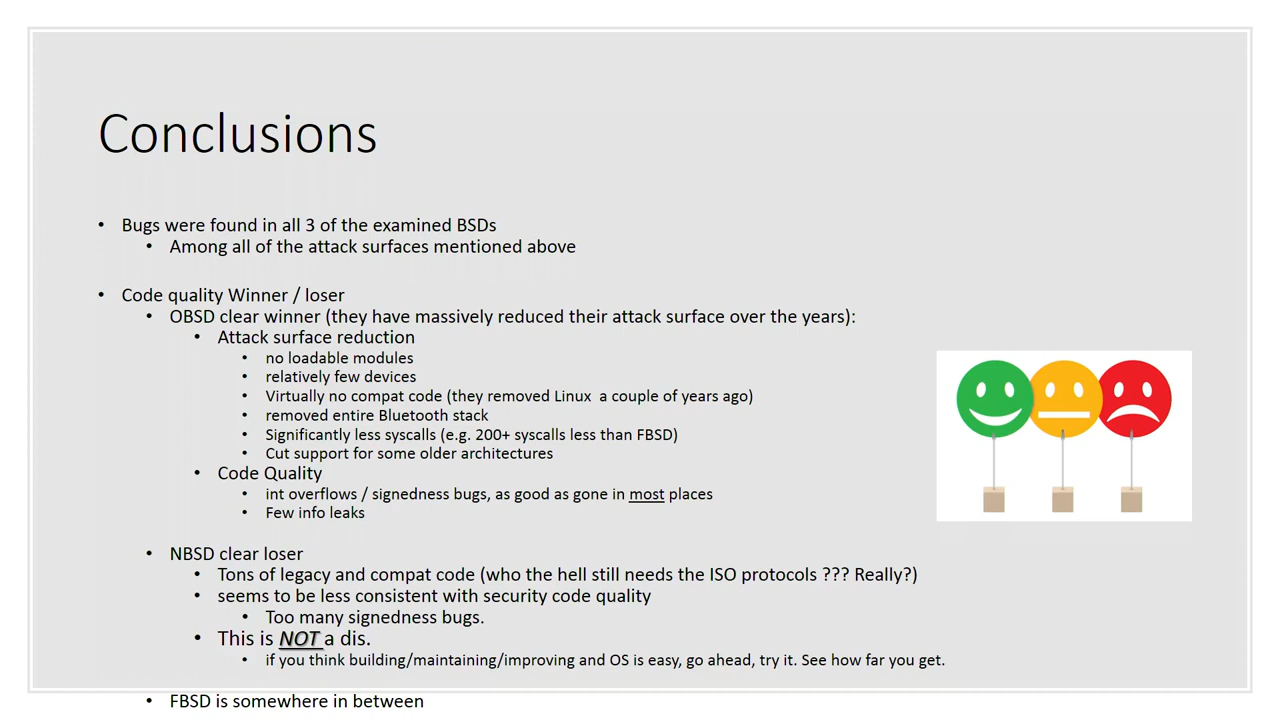 Conclusions
• Bugs were found in all 3 of the examined BSDs
• Among all of the attack surfaces mentioned above
• Code quality Winner / loser
• OBSD clear winner (they have massively reduced their attack surface over the years):
• Attack surface reduction
• no loadable modules
• relatively few devices
• Virtually no compat code (they removed Linux a couple of years ago)
• removed entire Bluetooth stack
• Significantly less syscalls (e.g. 200+ syscalls less than FBSD)
• Cut support for some older architectures
• Code Quality
• int overflows / signedness bugs, as good as gone in most places
• Few info leaks
• NBSD clear loser
• Tons of legacy and compat code (who the hell still needs the ISO protocols ??? Really?)
• seems to be less consistent with security code quality
• Too many signedness bugs.
• This is NOT a dis.
• if you think building/maintaining/improving and OS is easy, go ahead, try it. See how far you get.
• FBSD is somewhere in between